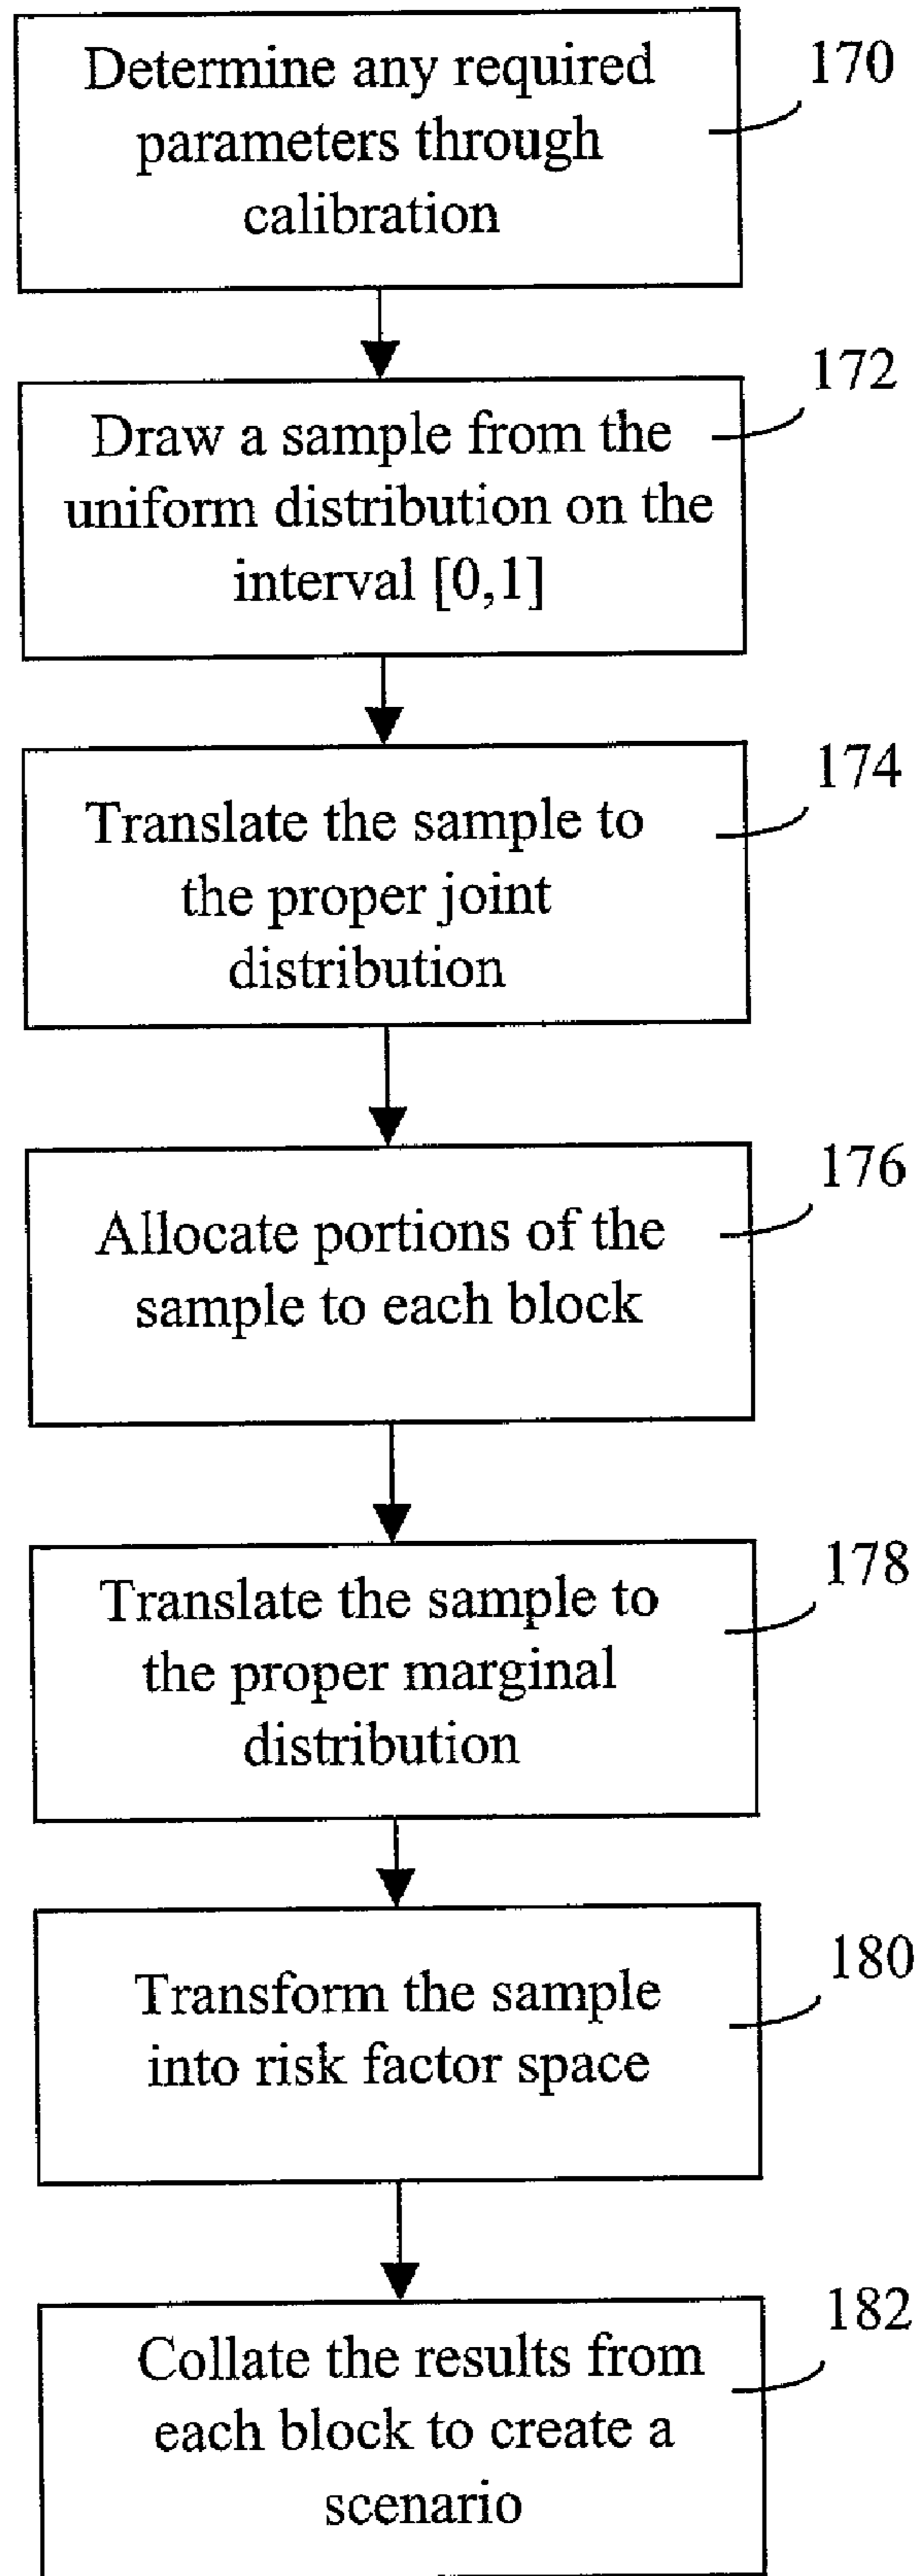 Determine any required
parameters through
calibration
170
Draw a sample from the
uniform distribution on the
interval [0,1]
172
Translate the sample to
the proper joint
distribution
174
Allocate portions of the
sample to each block
176
Translate the sample to
the proper marginal
distribution
178
Transform the sample
into risk factor space
180
Collate the results from
each block to create a
scenario
182